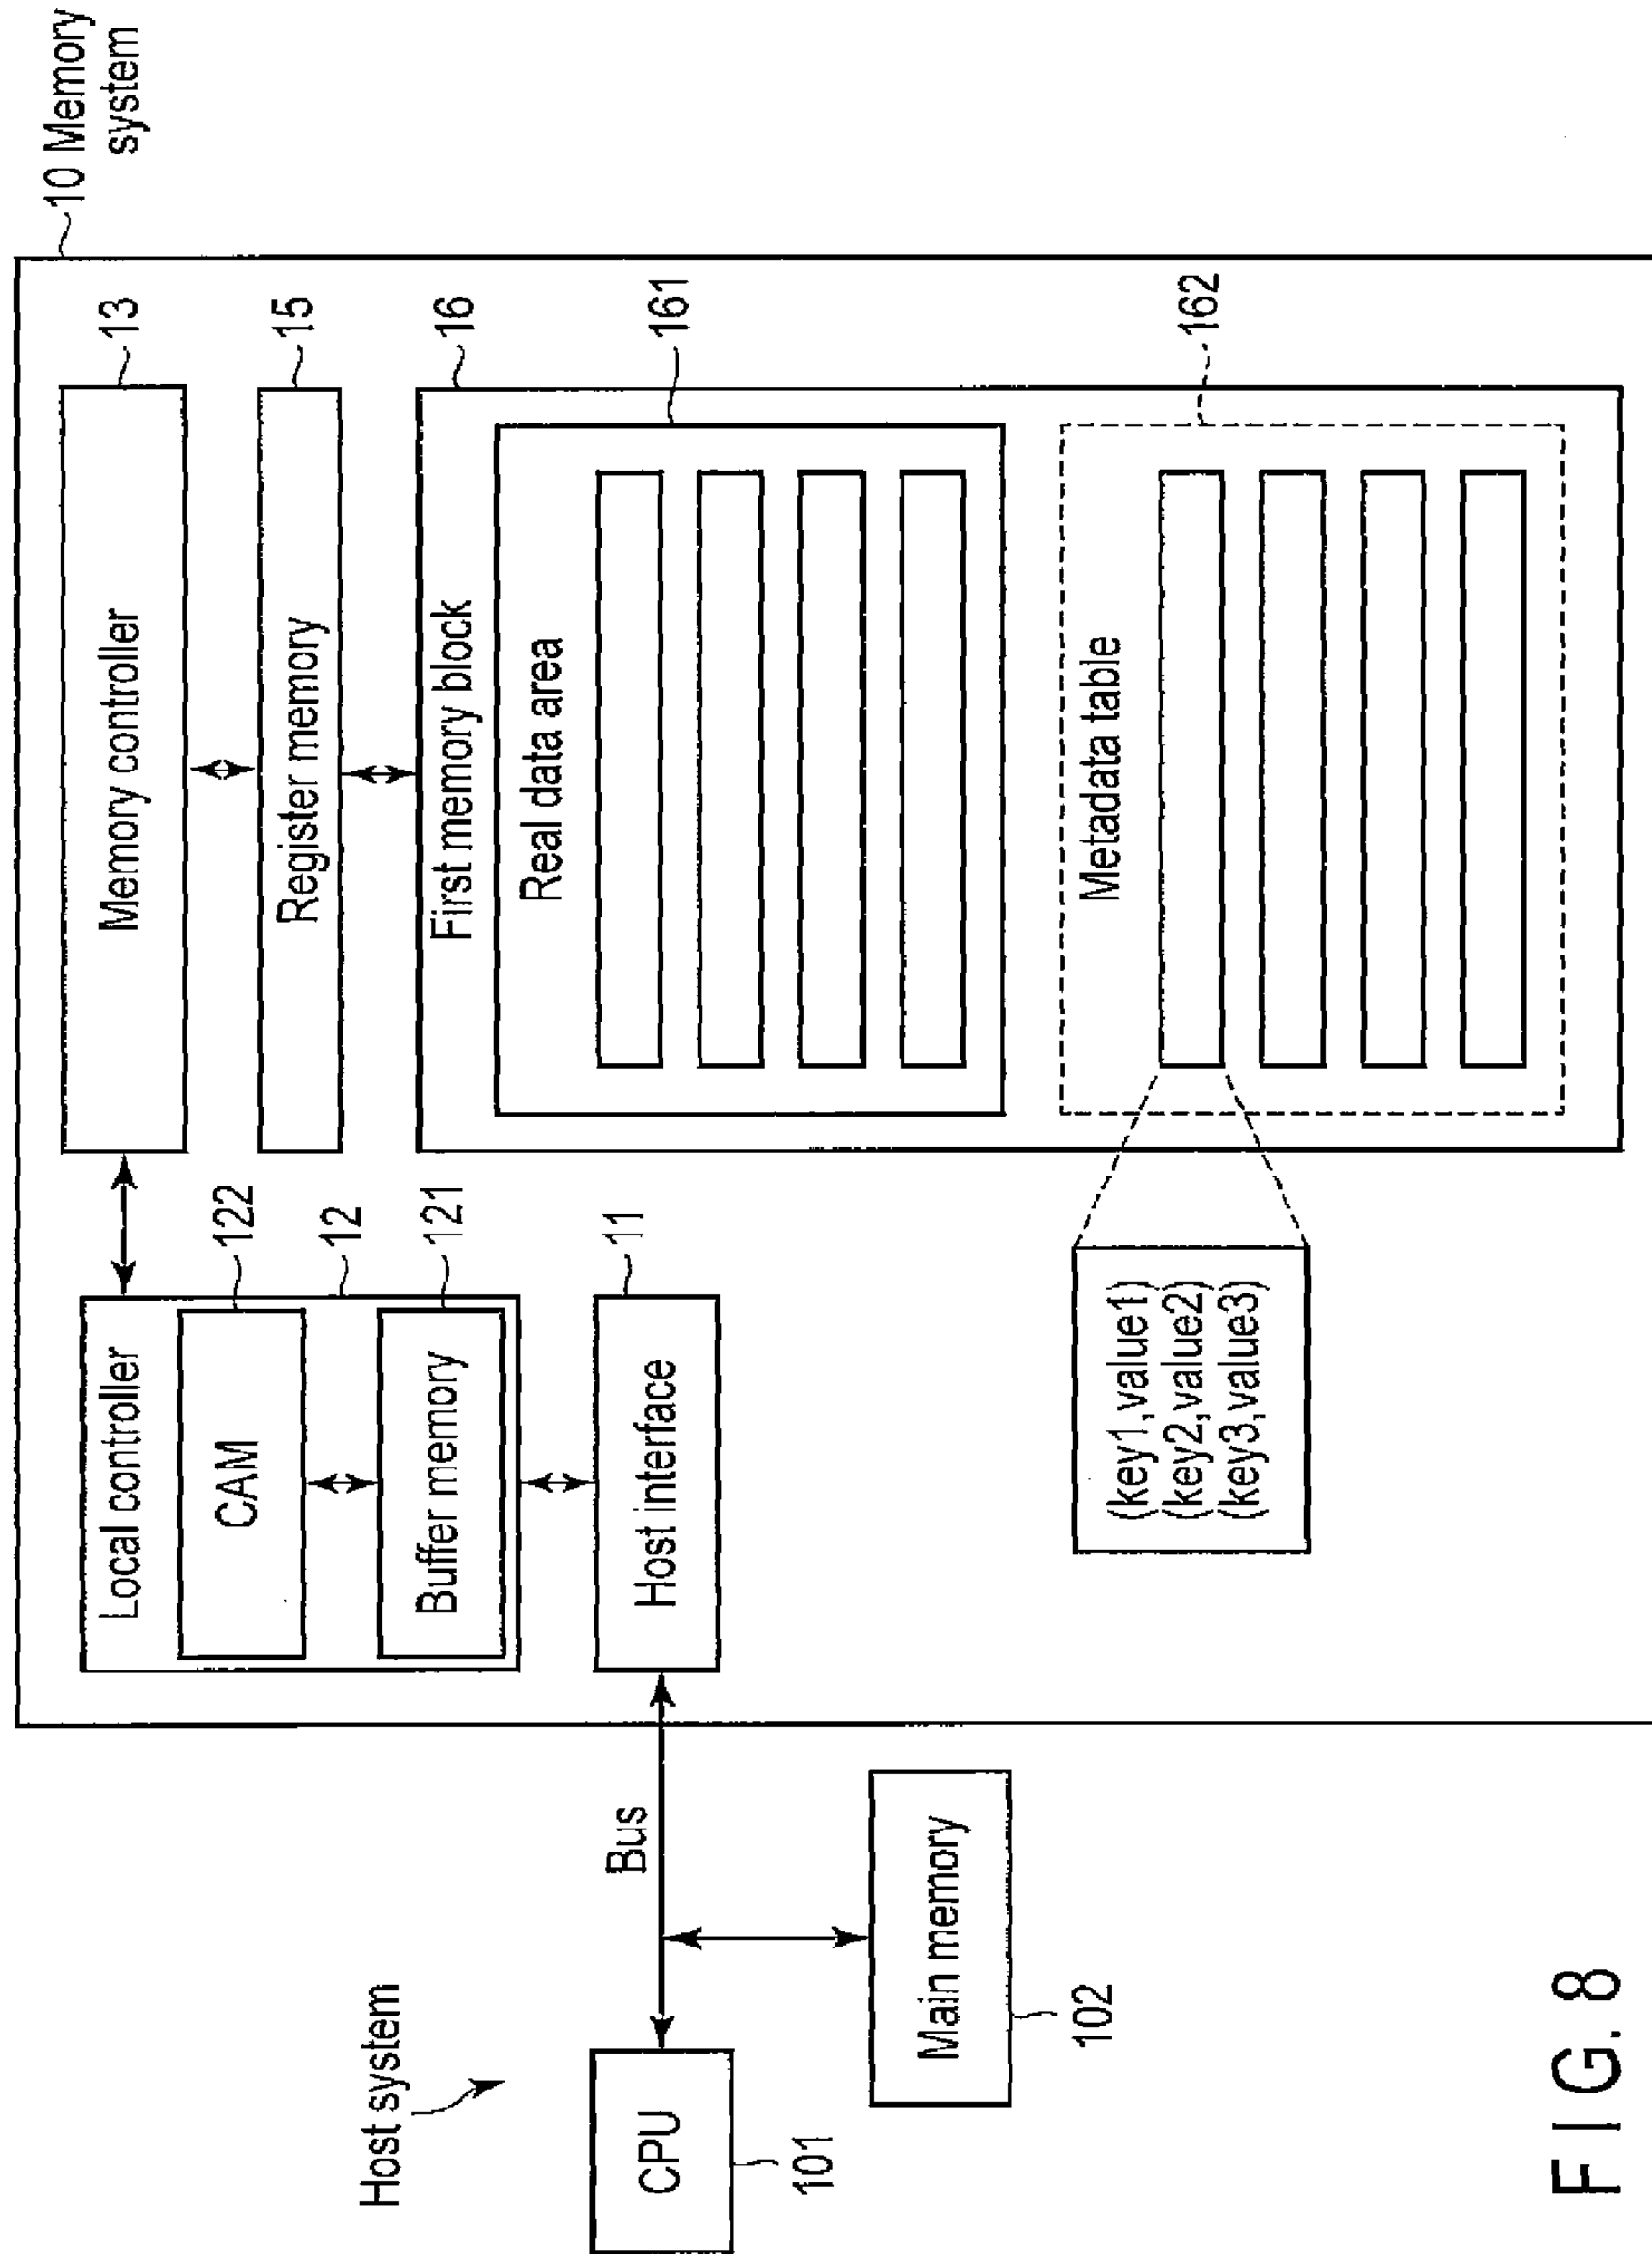 10 Memory
system
Host system
CPU
101
Bus
Main memory
102
Local controller
CAM
122
12
Buffer memory
121
Host interface
11
Memory controller
13
Register memory
15
First memory block
16
Real data area
161
Metadata table
162
(key1,value1)
(key2,value2)
(key3,value3)
FIG. 8